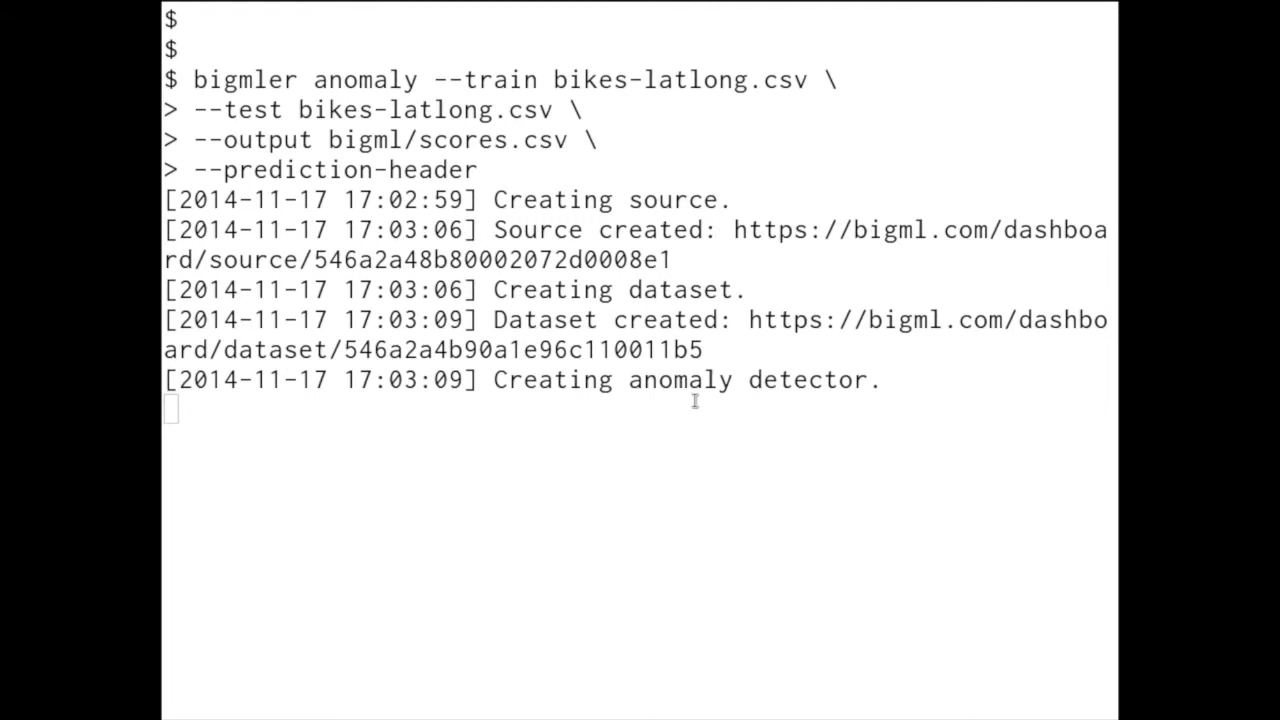 $
$
$ bigmler anomaly --train bikes-latlong.csv \
> --test bikes-latlong.csv \
> --output bigml/scores.csv \
> --prediction-header
[2014-11-17 17:02:59] Creating source.
[2014-11-17 17:03:06] Source created: https://bigml.com/dashboa
rd/source/546a2a48b80002072d0008e1
[2014-11-17 17:03:06] Creating dataset.
[2014-11-17 17:03:09] Dataset created: https://bigml.com/dashbo
ard/dataset/546a2a4b90a1e96c110011b5
[2014-11-17 17:03:09] Creating anomaly detector.